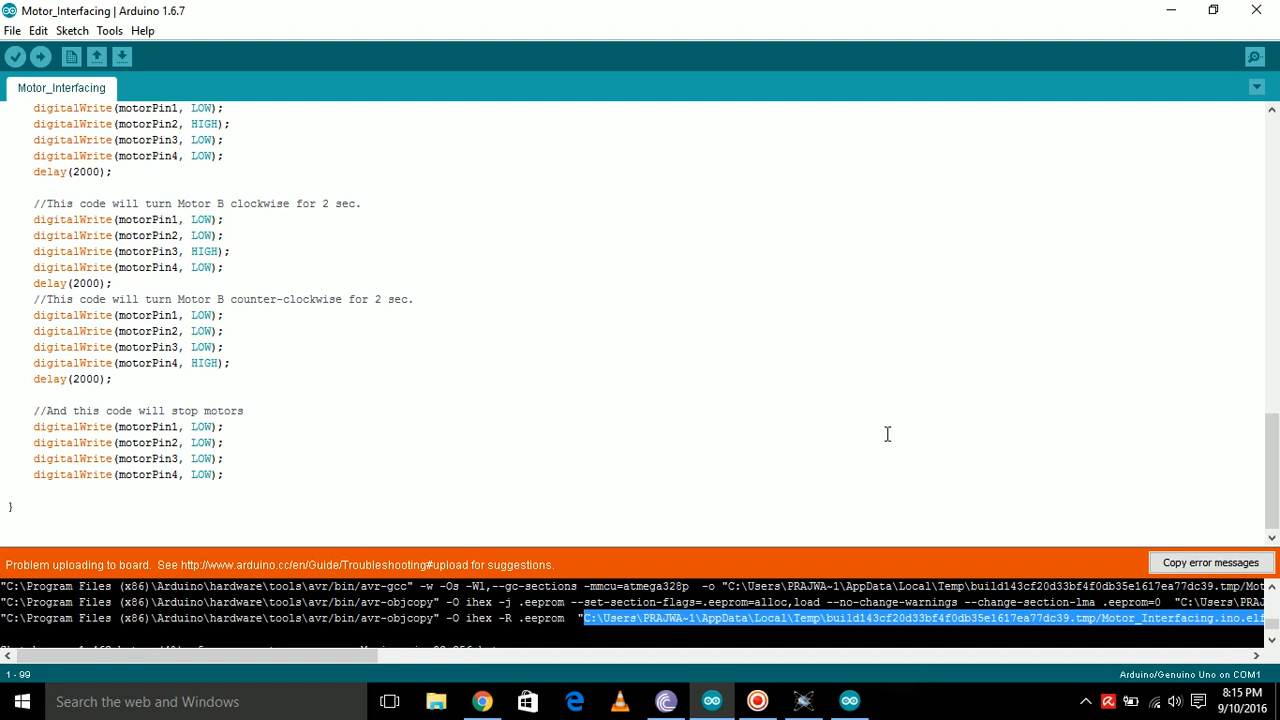 Motor_Interfacing | Arduino 1.6.7
File Edit Sketch Tools Help
Motor_Interfacing
digitalWrite(motorPin1, LOW);
digitalWrite(motorPin2, HIGH);
digitalWrite(motorPin3, LOW);
digitalWrite(motorPin4, LOW);
delay(2000);
//This code will turn Motor B clockwise for 2 sec.
digitalWrite(motorPin1, LOW);
digitalWrite(motorPin2, LOW);
digitalWrite(motorPin3, HIGH);
digitalWrite(motorPin4, LOW);
delay(2000);
//This code will turn Motor B counter-clockwise for 2 sec.
digitalWrite(motorPin1, LOW);
digitalWrite(motorPin2, LOW);
digitalWrite(motorPin3, LOW);
digitalWrite(motorPin4, HIGH);
delay(2000);
//And this code will stop motors
digitalWrite(motorPin1, LOW);
digitalWrite(motorPin2, LOW);
digitalWrite(motorPin3, LOW);
digitalWrite(motorPin4, LOW);
}
Problem uploading to board. See http://www.arduino.cc/en/Guide/Troubleshooting#upload for suggestions.
Copy error messages
"C:\Program Files (x86)\Arduino\hardware\tools\avr/bin/avr-gcc" -w -Os -Wl,--gc-sections -mmcu=atmega328p -o "C:\Users\PRAJWA~1\AppData\Local\Temp\build143cf20d33bf4f0db35e1617ea77dc39.tmp/Mot
"C:\Program Files (x86)\Arduino\hardware\tools\avr/bin/avr-objcopy" -O ihex -j .eeprom --set-section-flags=.eeprom=alloc,load --no-change-warnings --change-section-lma .eeprom=0 "C:\Users\PRAJ
"C:\Program Files (x86)\Arduino\hardware\tools\avr/bin/avr-objcopy" -O ihex -R .eeprom "C:\Users\PRAJWA~1\AppData\Local\Temp\build143cf20d33bf4f0db35e1617ea77dc39.tmp/Motor_Interfacing.ino.elf
1 - 99
Arduino/Genuino Uno on COM1
Search the web and Windows
8:15 PM
9/10/2016